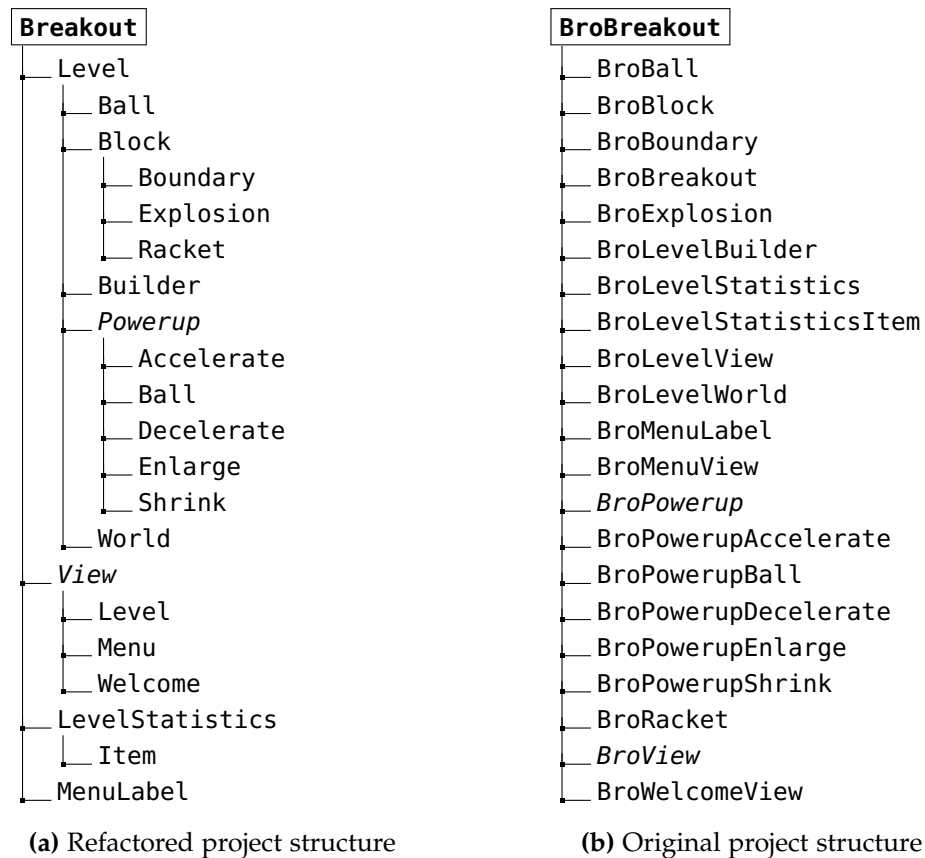 Breakout
Level
Ball
Block
Boundary
Explosion
Racket
Builder
Powerup
Accelerate
Ball
Decelerate
Enlarge
Shrink
World
View
Level
Menu
Welcome
LevelStatistics
Item
MenuLabel
(a) Refactored project structure
BroBreakout
BroBall
BroBlock
BroBoundary
BroBreakout
BroExplosion
BroLevelBuilder
BroLevelStatistics
BroLevelStatisticsItem
BroLevelView
BroLevelWorld
BroMenuLabel
BroMenuView
BroPowerup
BroPowerupAccelerate
BroPowerupBall
BroPowerupDecelerate
BroPowerupEnlarge
BroPowerupShrink
BroRacket
BroView
BroWelcomeView
(b) Original project structure